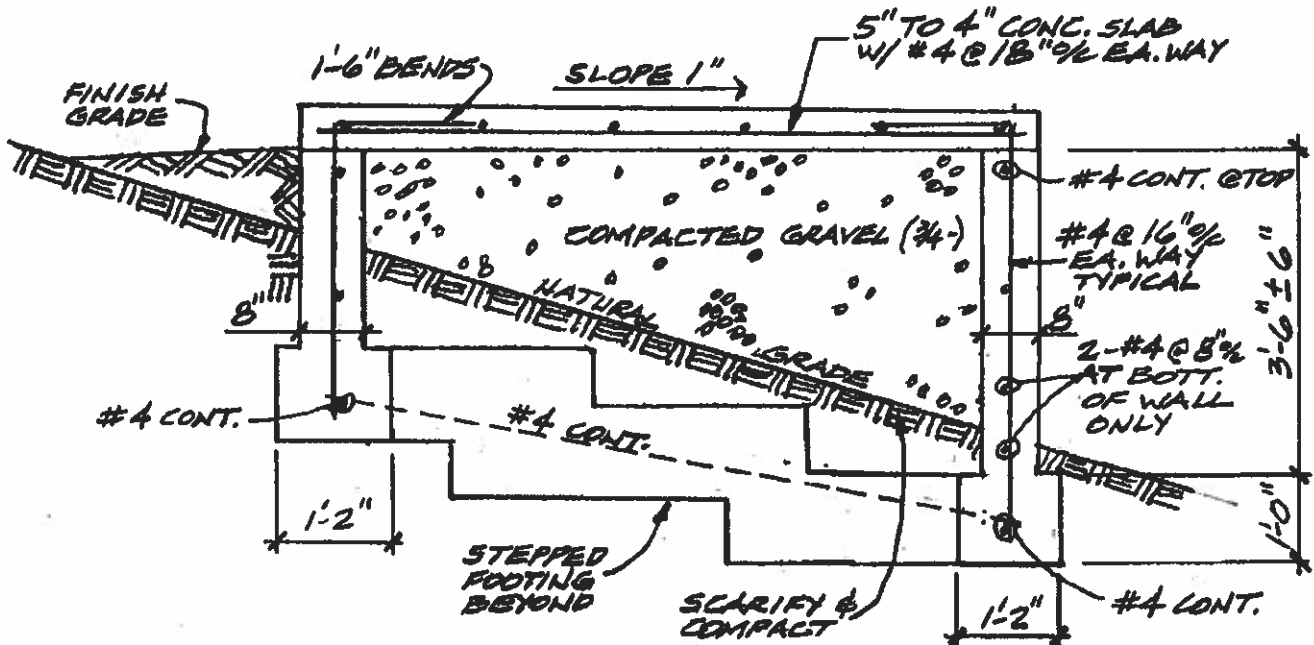 5" TO 4" CONC. SLAB
W/ #4 @ 18" O/C EA. WAY
1'-6" BENDS
SLOPE 1"
FINISH
GRADE
#4 CONT. @ TOP
COMPACTED GRAVEL (3/4-)
#4 @ 16" O/C
EA. WAY
TYPICAL
3'-6" ± 6"
NATURAL
GRADE
8"
8"
2-#4 @ 8" O/C
AT BOTT.
OF WALL
ONLY
#4 CONT.
#4 CONT.
1'-2"
STEPPED
FOOTING
BEYOND
SCARIFY &
COMPACT
1'-2"
#4 CONT.
1'-0"